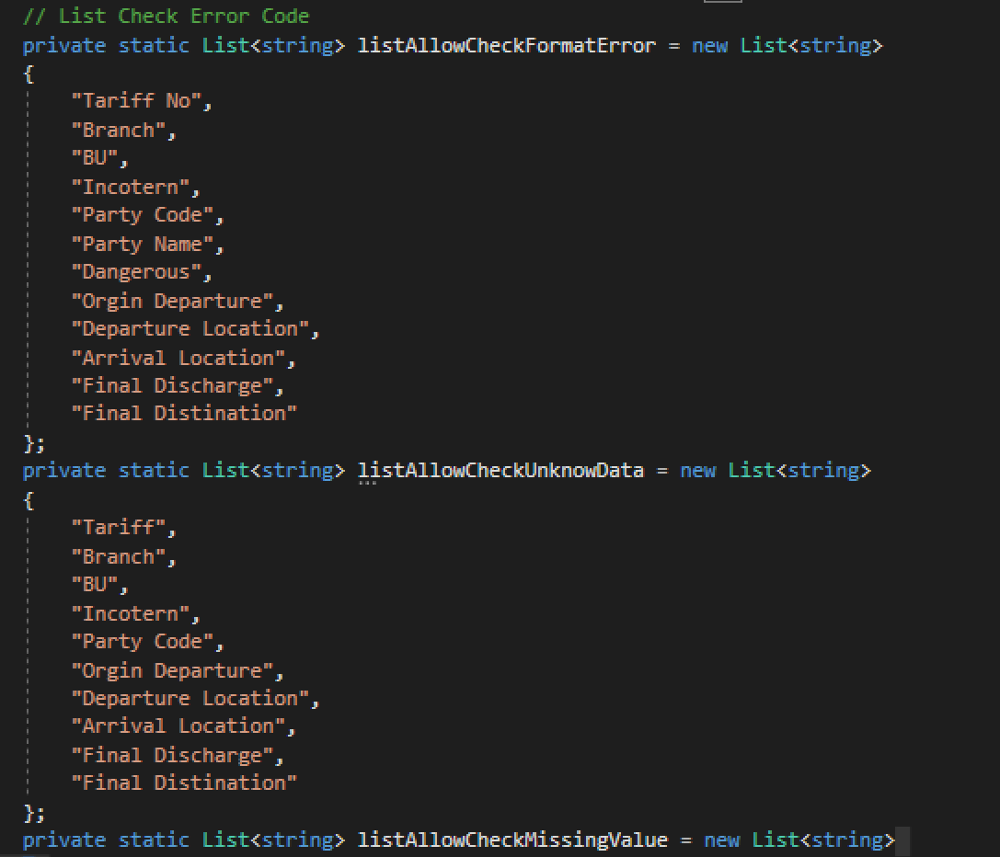 // List Check Error Code
private static List<string> listAllowCheckFormatError = new List<string>
{
"Tariff No",
"Branch",
"BU",
"Incotern",
"Party Code",
"Party Name",
"Dangerous",
"Orgin Departure",
"Departure Location",
"Arrival Location",
"Final Discharge",
"Final Distination"
};
private static List<string> listAllowCheckUnknowData = new List<string>
{
"Tariff",
"Branch",
"BU",
"Incotern",
"Party Code",
"Orgin Departure",
"Departure Location",
"Arrival Location",
"Final Discharge",
"Final Distination"
};
private static List<string> listAllowCheckMissingValue = new List<string>